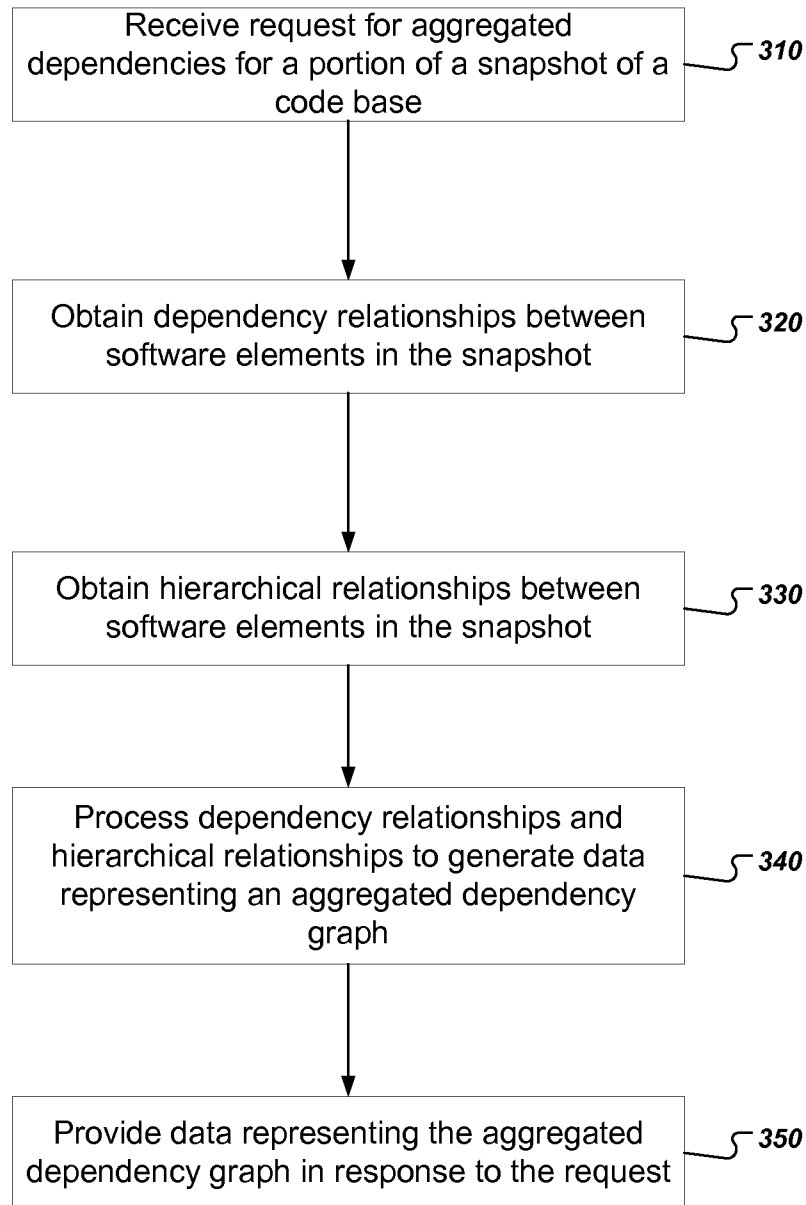 Receive request for aggregated
dependencies for a portion of a snapshot of a
code base
310
Obtain dependency relationships between
software elements in the snapshot
320
Obtain hierarchical relationships between
software elements in the snapshot
330
Process dependency relationships and
hierarchical relationships to generate data
representing an aggregated dependency
graph
340
Provide data representing the aggregated
dependency graph in response to the request
350